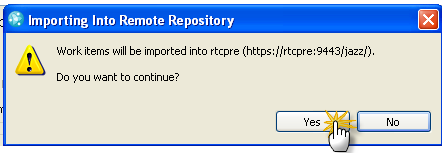 Importing Into Remote Repository
Work items will be imported into rtcpre (https://rtcpre:9443/jazz/).
Do you want to continue?
Yes
No